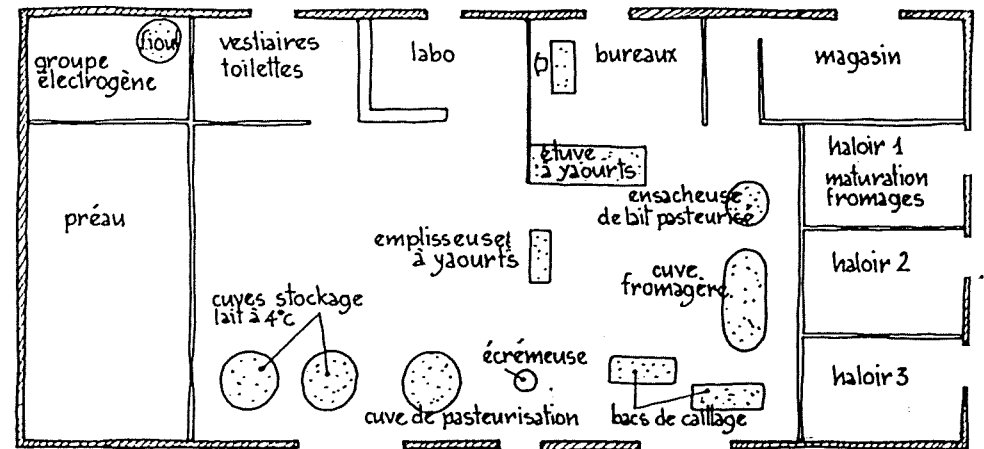 fioul
groupe
électrogène
vestiaires
toilettes
labo
bureaux
magasin
préau
étuve
à yaourts
haloir 1
maturation
fromages
ensacheuse
de lait pasteurisé
emplisseuse
à yaourts
cuve
fromagère
haloir 2
cuves stockage
lait à 4°c
écrémeuse
haloir 3
cuve de pasteurisation
bacs de caillage